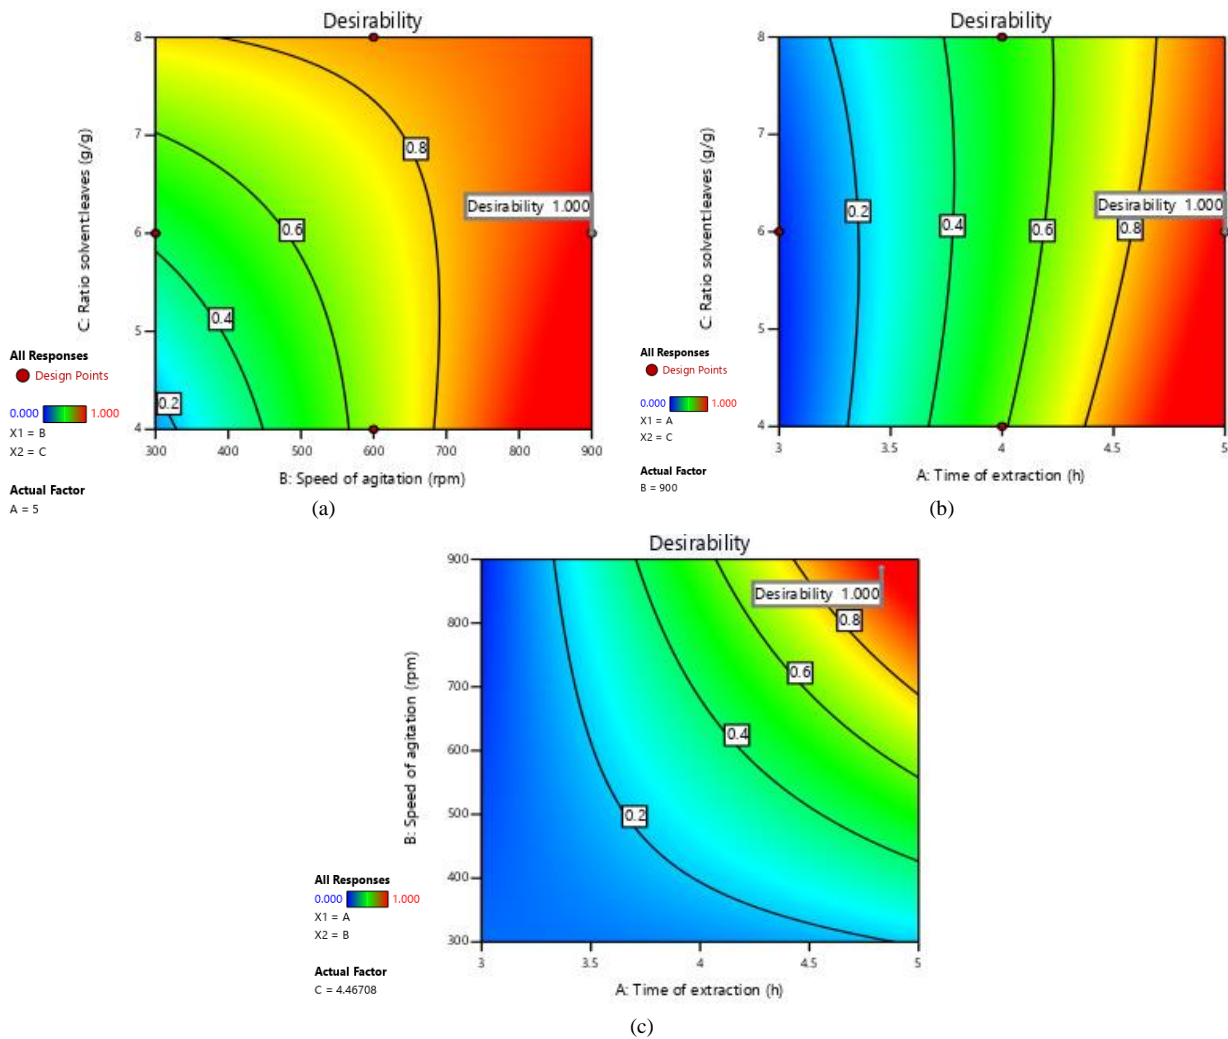 Desirability
8
7
6
5
4
C: Ratio solvent:leaves (g/g)
0.8
0.6
0.4
0.2
Desirability 1.000
300 400 500 600 700 800 900
B: Speed of agitation (rpm)
All Responses
Design Points
0.000 1.000
X1 = B
X2 = C
Actual Factor
A = 5
(a)
Desirability
8
7
6
5
4
C: Ratio solvent:leaves (g/g)
0.2
0.4
0.6
0.8
Desirability 1.000
3 3.5 4 4.5 5
A: Time of extraction (h)
All Responses
Design Points
0.000 1.000
X1 = A
X2 = C
Actual Factor
B = 900
(b)
Desirability
900
800
700
600
500
400
300
B: Speed of agitation (rpm)
Desirability 1.000
0.8
0.6
0.4
0.2
3 3.5 4 4.5 5
A: Time of extraction (h)
All Responses
0.000 1.000
X1 = A
X2 = B
Actual Factor
C = 4.46708
(c)